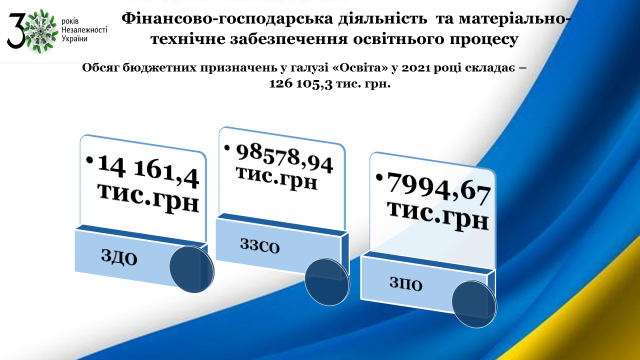 30 років
Незалежності
України
Фінансово-господарська діяльність та матеріально-
технічне забезпечення освітнього процесу
Обсяг бюджетних призначень у галузі «Освіта» у 2021 році складає –
126 105,3 тис. грн.
• 14 161,4
тис.грн
ЗДО
• 98578,94
тис.грн
ЗЗСО
• 7994,67
тис.грн
ЗПО